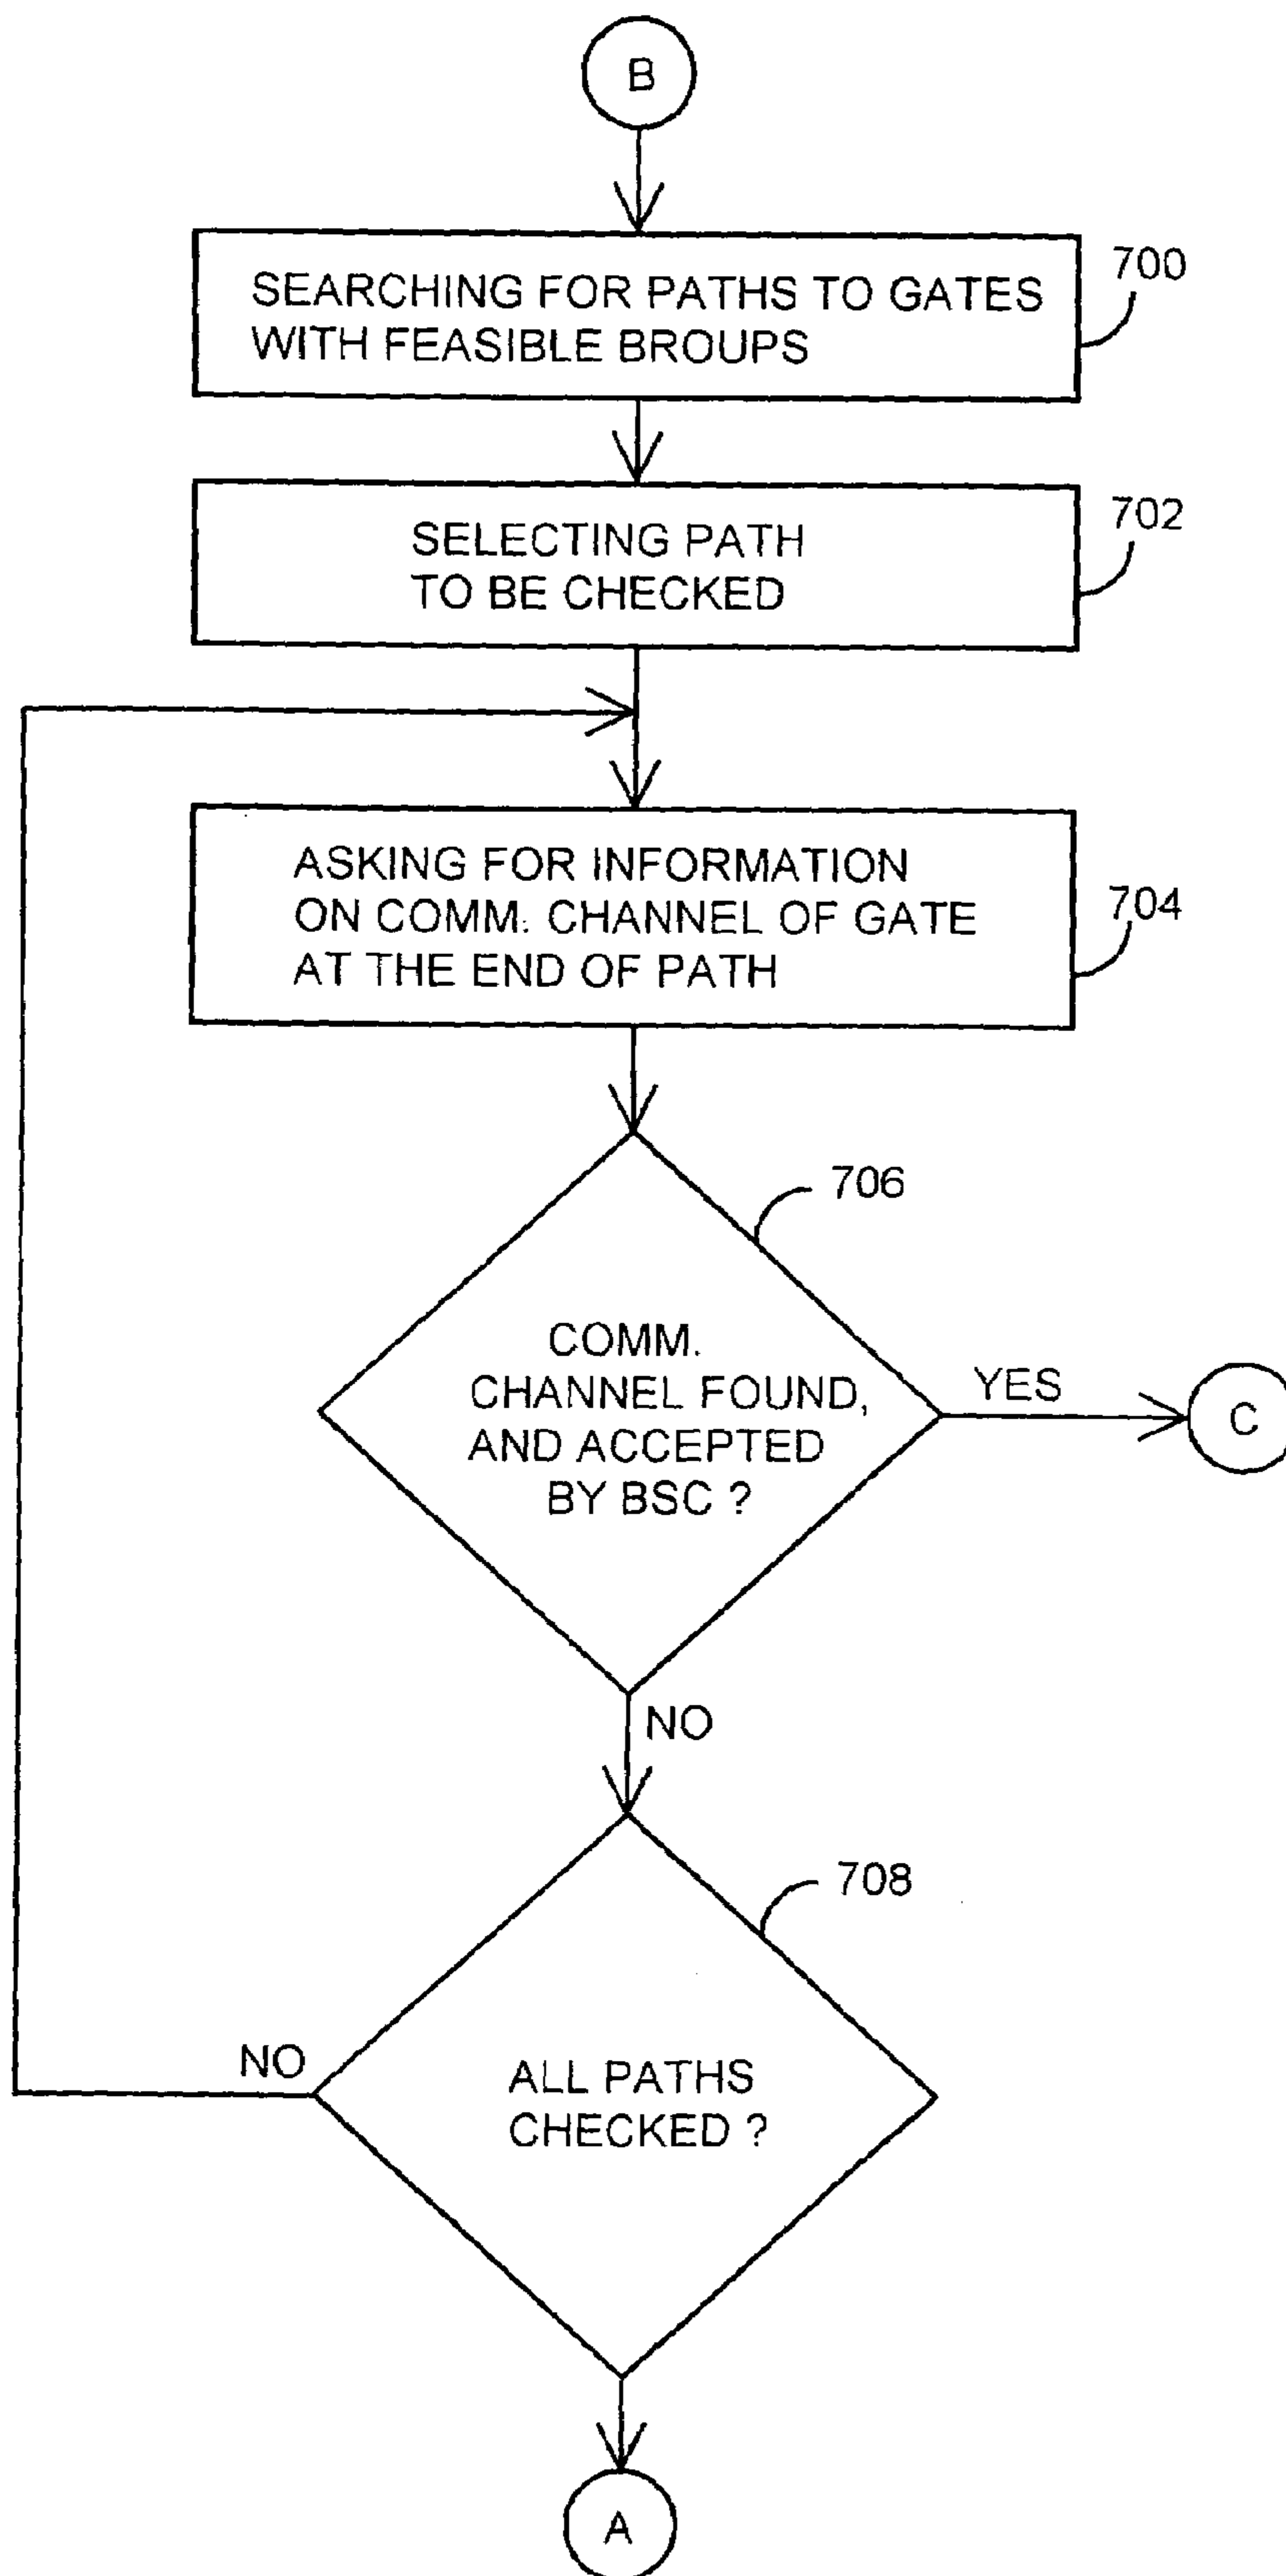 B
SEARCHING FOR PATHS TO GATES
WITH FEASIBLE BROUPS
700
SELECTING PATH
TO BE CHECKED
702
ASKING FOR INFORMATION
ON COMM. CHANNEL OF GATE
AT THE END OF PATH
704
706
COMM.
CHANNEL FOUND,
AND ACCEPTED
BY BSC ?
YES
C
NO
708
NO
ALL PATHS
CHECKED ?
A